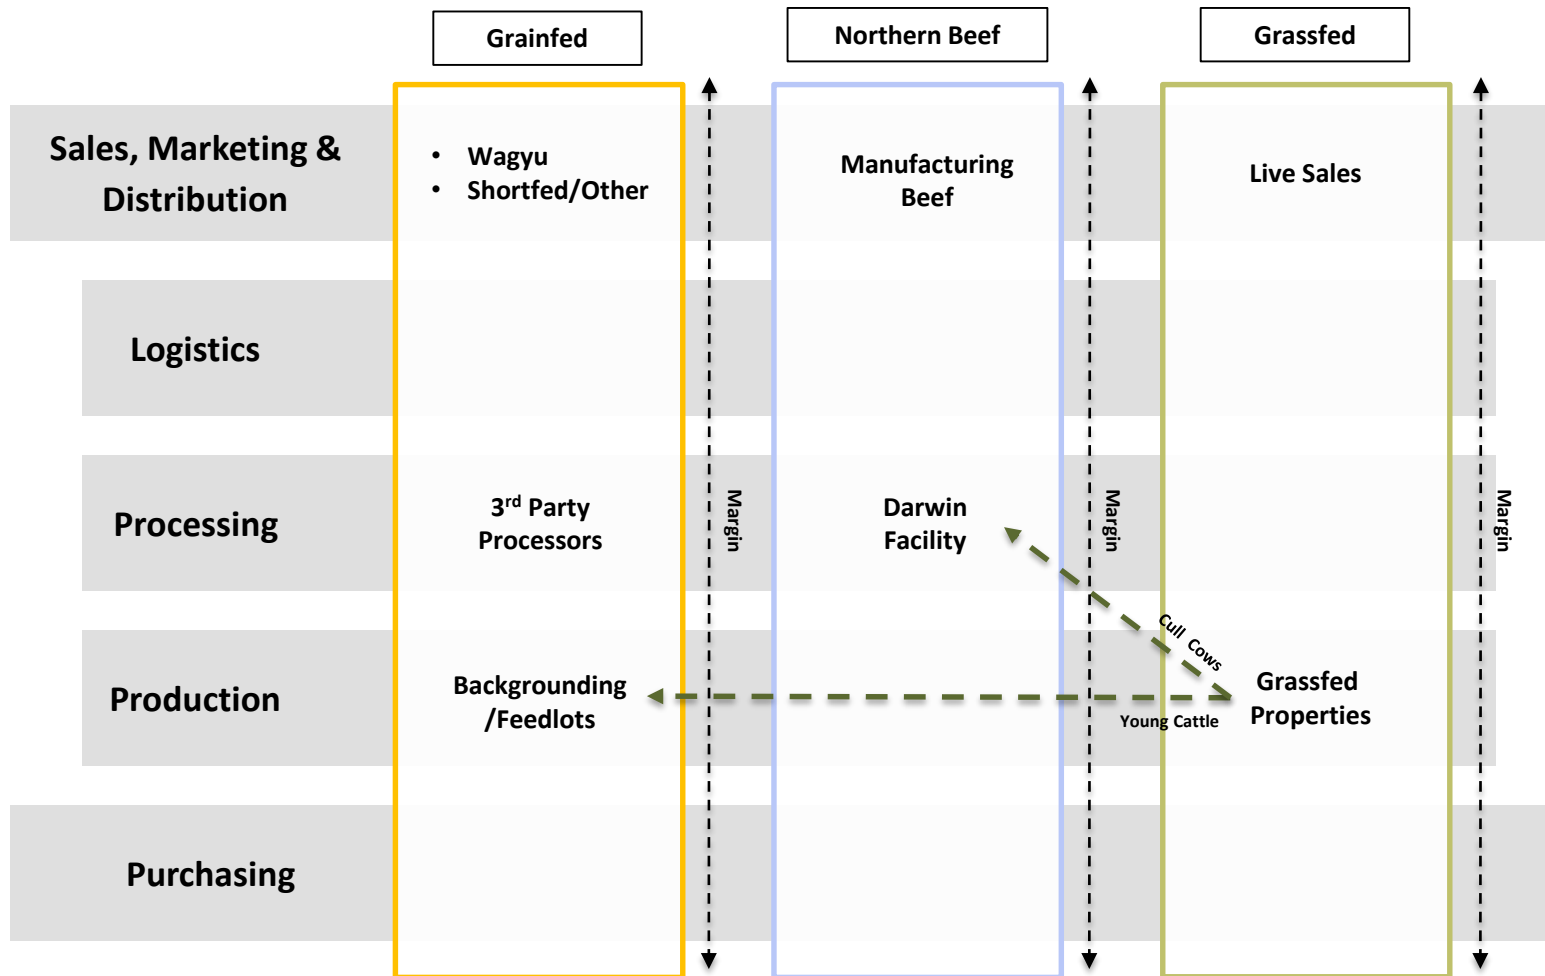 Grainfed
Northern Beef
Grassfed
Sales, Marketing &
Distribution
• Wagyu
• Shortfed/Other
Manufacturing
Beef
Live Sales
Logistics
Processing
3rd Party
Processors
Margin
Darwin
Facility
Margin
Margin
Cull Cows
Production
Backgrounding
/Feedlots
Young Cattle
Grassfed
Properties
Purchasing